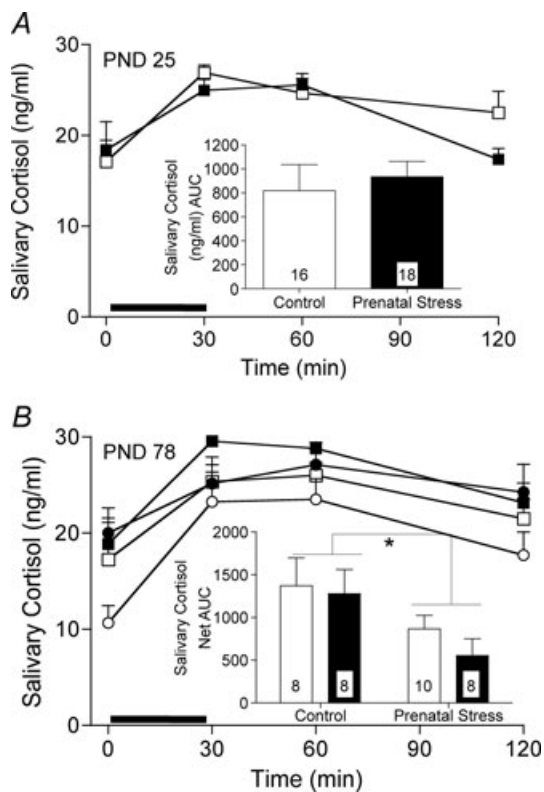 A
PND 25
Salivary Cortisol (ng/ml)
30
20
10
0
0 30 60 90 120
Time (min)
Salivary Cortisol
(ng/ml) AUC
1200
1000
800
600
400
200
0
16 18
Control Prenatal Stress
B
PND 78
Salivary Cortisol (ng/ml)
30
20
10
0
0 30 60 90 120
Time (min)
Salivary Cortisol
Net AUC
2000
1500
1000
500
0
*
8 8 10 8
Control Prenatal Stress